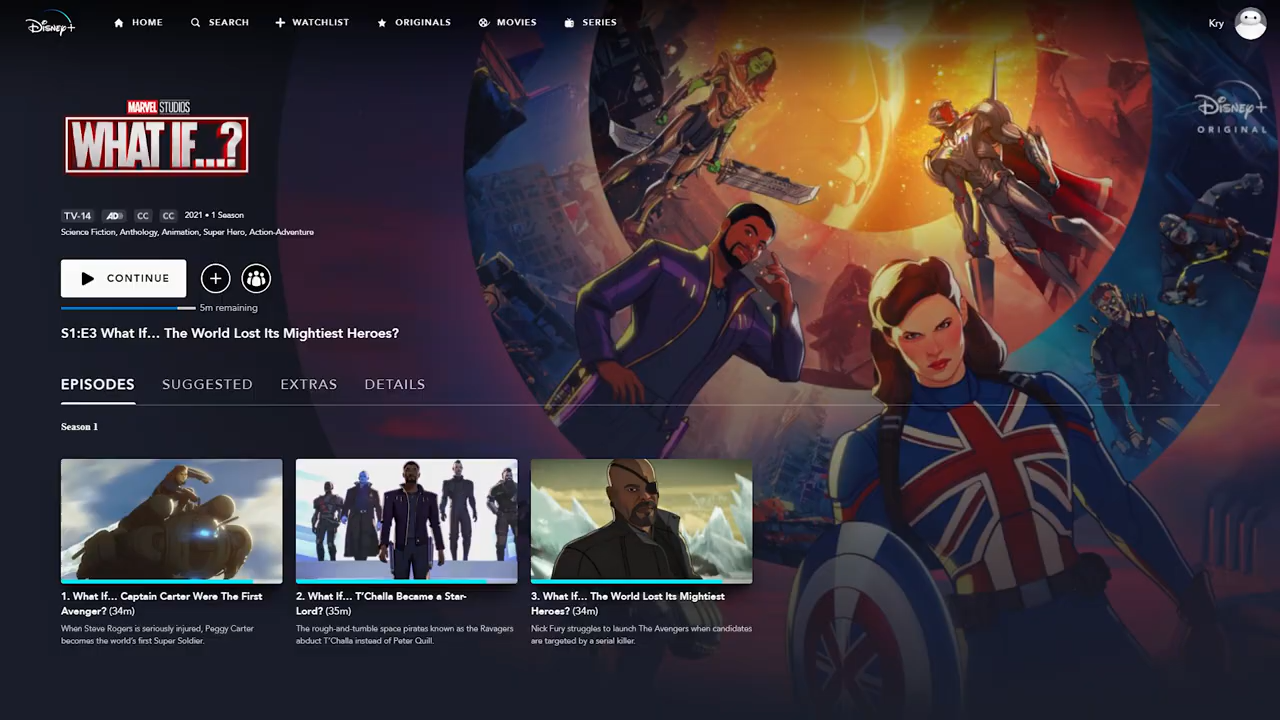 Disney+
HOME
SEARCH
WATCHLIST
ORIGINALS
MOVIES
SERIES
Kry
Disney+
ORIGINAL
MARVEL STUDIOS
WHAT IF...?
TV-14 AD CC CC 2021 • 1 Season
Science Fiction, Anthology, Animation, Super Hero, Action-Adventure
CONTINUE
5m remaining
S1:E3 What If... The World Lost Its Mightiest Heroes?
EPISODES
SUGGESTED
EXTRAS
DETAILS
Season 1
1. What If... Captain Carter Were The First
Avenger? (34m)
When Steve Rogers is seriously injured, Peggy Carter
becomes the world's first Super Soldier.
2. What If... T'Challa Became a Star-
Lord? (35m)
The rough-and-tumble space pirates known as the Ravagers
abduct T'Challa instead of Peter Quill.
3. What If... The World Lost Its Mightiest
Heroes? (34m)
Nick Fury struggles to launch The Avengers when candidates
are targeted by a serial killer.